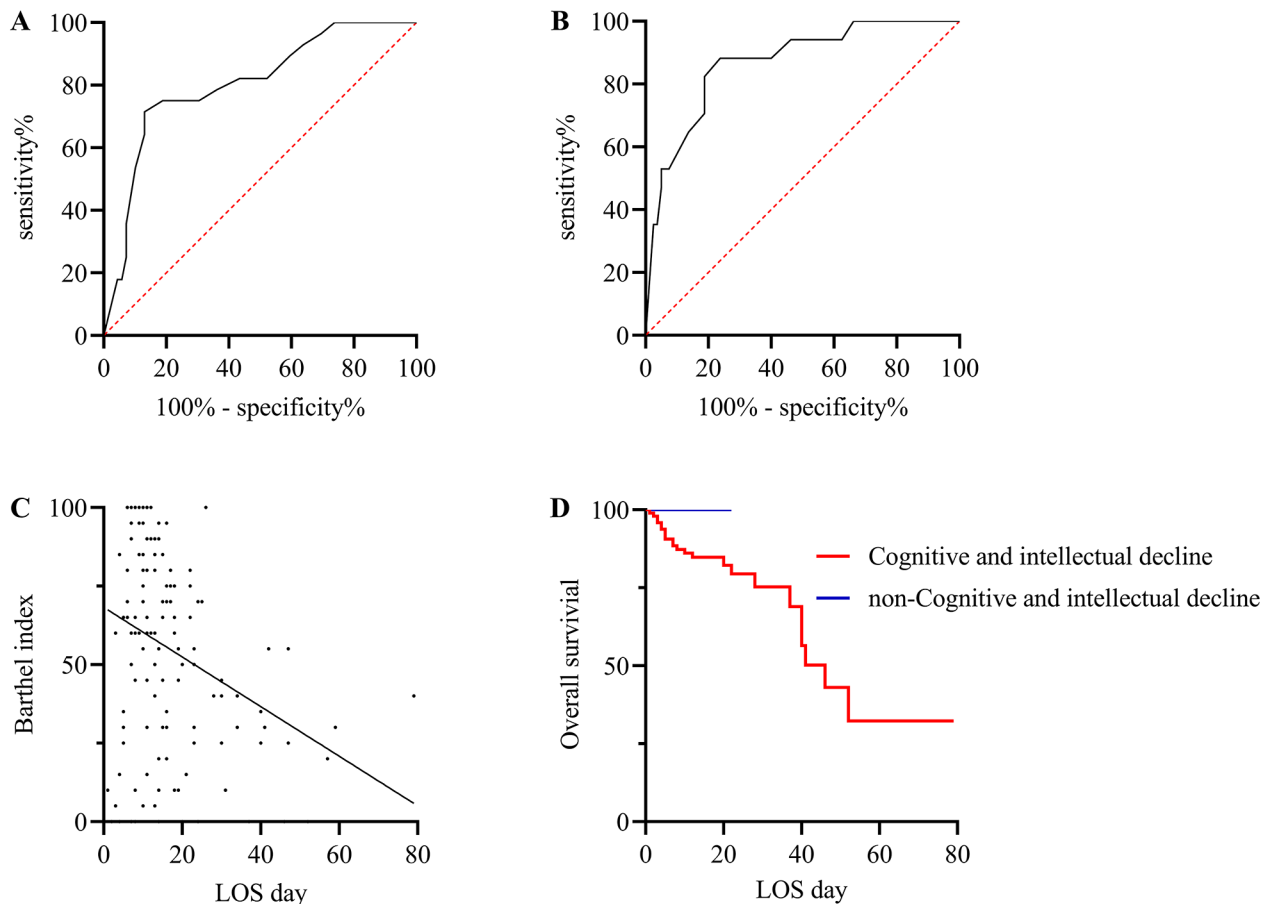 A
100
80
60
40
20
0
sensitivity%
0 20 40 60 80 100
100% - specificity%
B
100
80
60
40
20
0
sensitivity%
0 20 40 60 80 100
100% - specificity%
C
100
50
0
Barthel index
0 20 40 60 80
LOS day
D
100
50
0
Overall survivial
0 20 40 60 80
LOS day
Cognitive and intellectual decline
non-Cognitive and intellectual decline